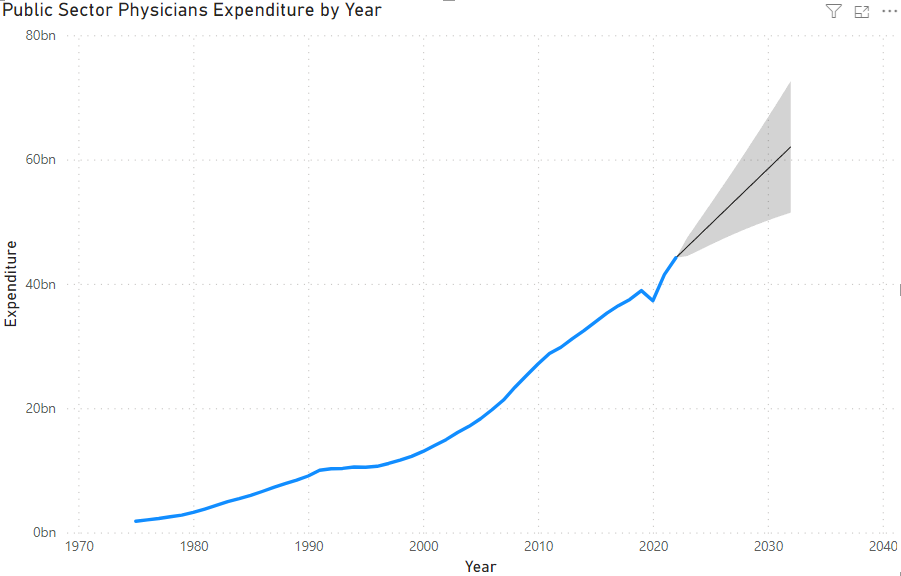 Public Sector Physicians Expenditure by Year
80bn
60bn
40bn
20bn
0bn
Expenditure
1970 1980 1990 2000 2010 2020 2030 2040
Year